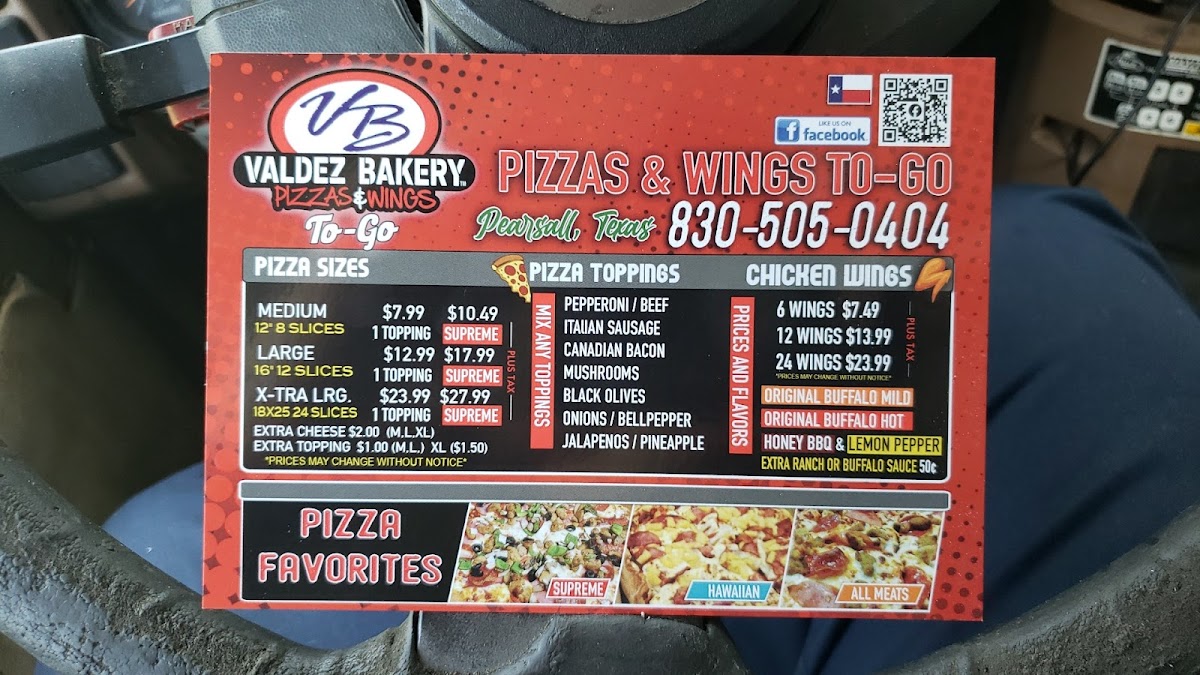 VB
VALDEZ BAKERY
PIZZAS & WINGS
To-Go
LIKE US ON
facebook
PIZZAS & WINGS TO-GO
Pearsall, Texas 830-505-0404
PIZZA SIZES
MEDIUM $7.99 $10.49
12" 8 SLICES 1 TOPPING SUPREME
LARGE $12.99 $17.99
16" 12 SLICES 1 TOPPING SUPREME
X-TRA LRG. $23.99 $27.99
18X25 24 SLICES 1 TOPPING SUPREME
PLUS TAX
EXTRA CHEESE $2.00 (M,L,XL)
EXTRA TOPPING $1.00 (M,L) XL ($1.50)
*PRICES MAY CHANGE WITHOUT NOTICE*
PIZZA TOPPINGS
MIX ANY TOPPINGS
PEPPERONI / BEEF
ITALIAN SAUSAGE
CANADIAN BACON
MUSHROOMS
BLACK OLIVES
ONIONS / BELLPEPPER
JALAPENOS / PINEAPPLE
CHICKEN WINGS
PRICES AND FLAVORS
6 WINGS $7.49
12 WINGS $13.99
24 WINGS $23.99
PLUS TAX
*PRICES MAY CHANGE WITHOUT NOTICE*
ORIGINAL BUFFALO MILD
ORIGINAL BUFFALO HOT
HONEY BBQ & LEMON PEPPER
EXTRA RANCH OR BUFFALO SAUCE 50¢
PIZZA
FAVORITES
SUPREME
HAWAIIAN
ALL MEATS